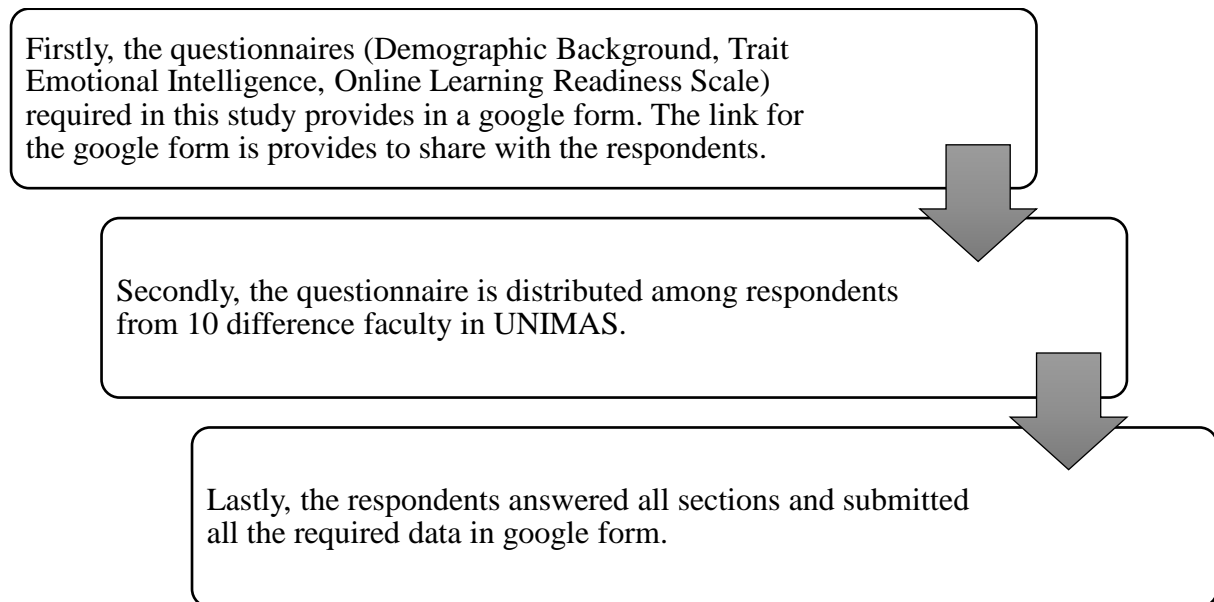 Firstly, the questionnaires (Demographic Background, Trait
Emotional Intelligence, Online Learning Readiness Scale)
required in this study provides in a google form. The link for
the google form is provides to share with the respondents.
Secondly, the questionnaire is distributed among respondents
from 10 difference faculty in UNIMAS.
Lastly, the respondents answered all sections and submitted
all the required data in google form.